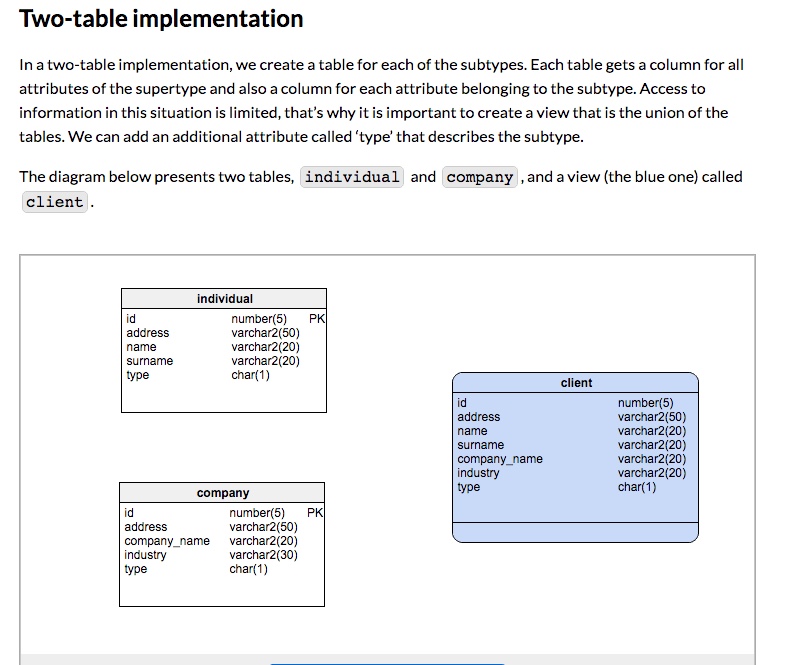 Two-table implementation
In a two-table implementation, we create a table for each of the subtypes. Each table gets a column for all
attributes of the supertype and also a column for each attribute belonging to the subtype. Access to
information in this situation is limited, that's why it is important to create a view that is the union of the
tables. We can add an additional attribute called 'type' that describes the subtype.
The diagram below presents two tables, individual and company , and a view (the blue one) called
client .
individual
id number(5) PK
address varchar2(50)
name varchar2(20)
surname varchar2(20)
type char(1)
client
id number(5)
address varchar2(50)
name varchar2(20)
surname varchar2(20)
company_name varchar2(20)
industry varchar2(20)
type char(1)
company
id number(5) PK
address varchar2(50)
company_name varchar2(20)
industry varchar2(30)
type char(1)